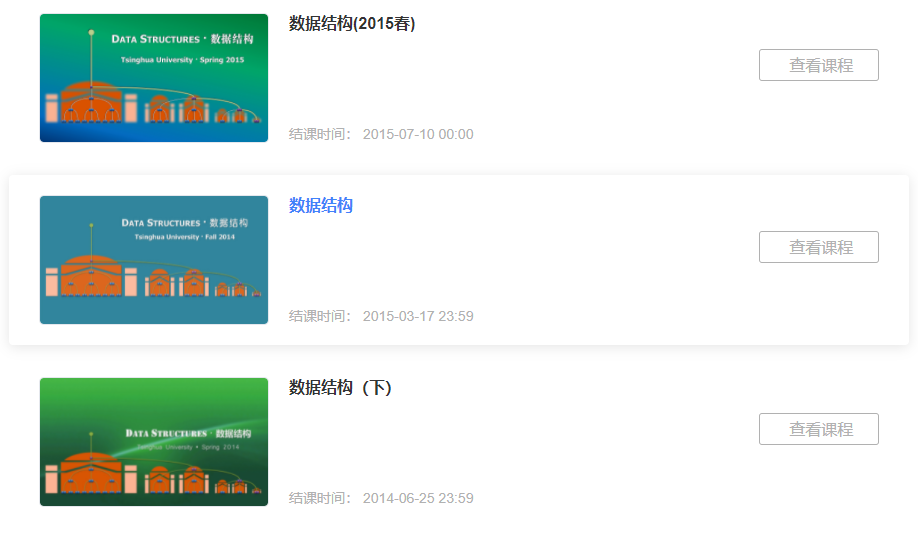 数据结构(2015春)
DATA STRUCTURES · 数据结构
Tsinghua University · Spring 2015
查看课程
结课时间： 2015-07-10 00:00
数据结构
DATA STRUCTURES · 数据结构
Tsinghua University · Fall 2014
查看课程
结课时间： 2015-03-17 23:59
数据结构（下）
DATA STRUCTURES · 数据结构
Tsinghua University · Spring 2014
查看课程
结课时间： 2014-06-25 23:59